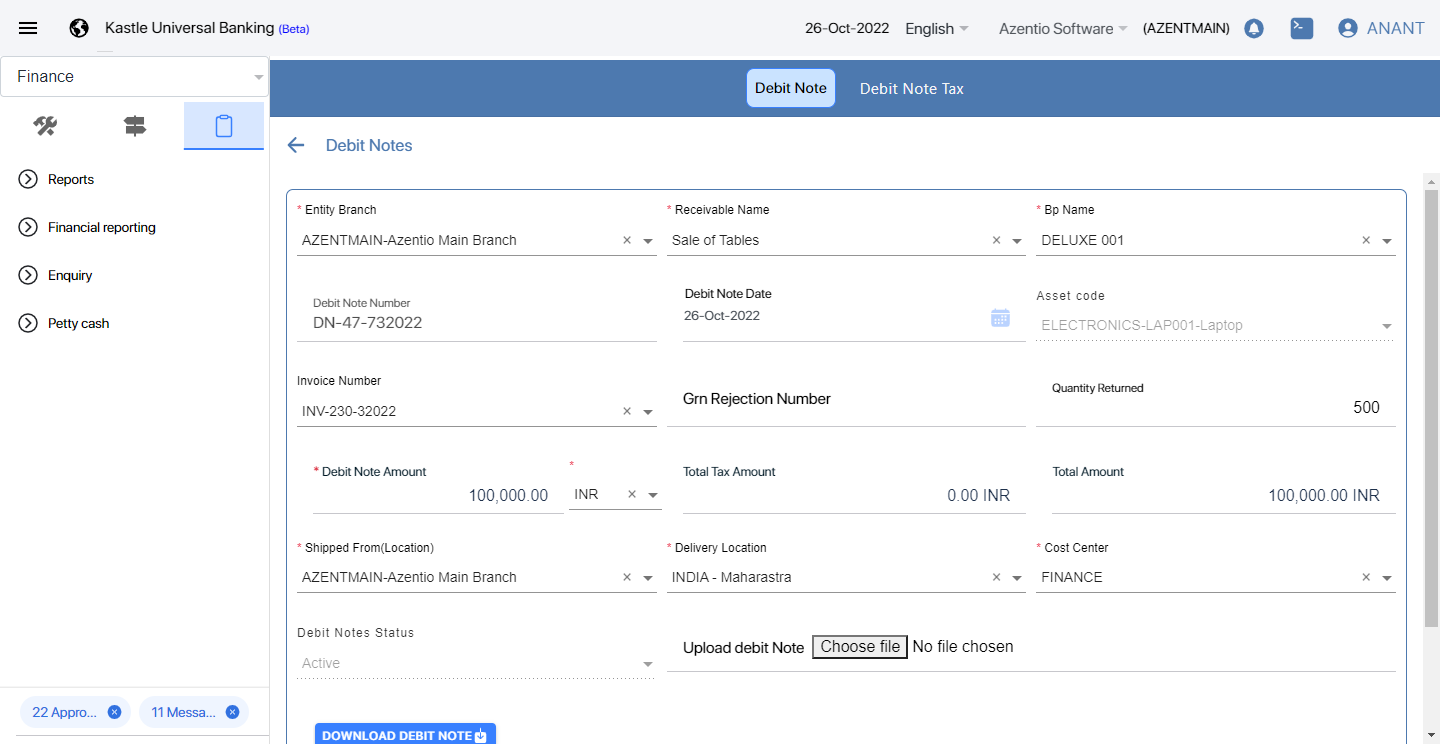 Kastle Universal Banking (Beta)
26-Oct-2022 English Azentio Software (AZENTMAIN) >_ ANANT
Finance
Debit Note Debit Note Tax
Debit Notes
Reports
Financial reporting
Enquiry
Petty cash
* Entity Branch * Receivable Name * Bp Name
AZENTMAIN-Azentio Main Branch × Sale of Tables × DELUXE 001 ×
Debit Note Number Debit Note Date Asset code
DN-47-732022 26-Oct-2022 ELECTRONICS-LAP001-Laptop
Invoice Number Grn Rejection Number Quantity Returned
INV-230-32022 × 500
* Debit Note Amount * Total Tax Amount Total Amount
100,000.00 INR × 0.00 INR 100,000.00 INR
* Shipped From(Location) * Delivery Location * Cost Center
AZENTMAIN-Azentio Main Branch × INDIA - Maharastra × FINANCE ×
Debit Notes Status Upload debit Note Choose file No file chosen
Active
22 Appro... 11 Messa...
DOWNLOAD DEBIT NOTE